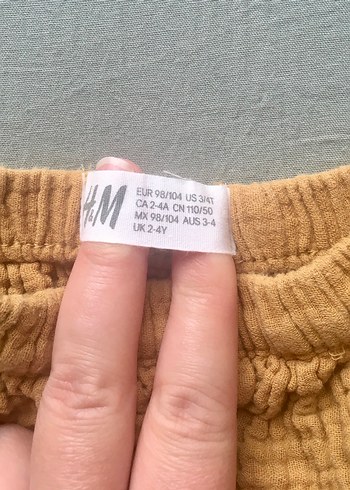 H&M
EUR 98/104 US 3/4T
CA 2-4A CN 110/50
MX 98/104 AUS 3-4
UK 2-4Y